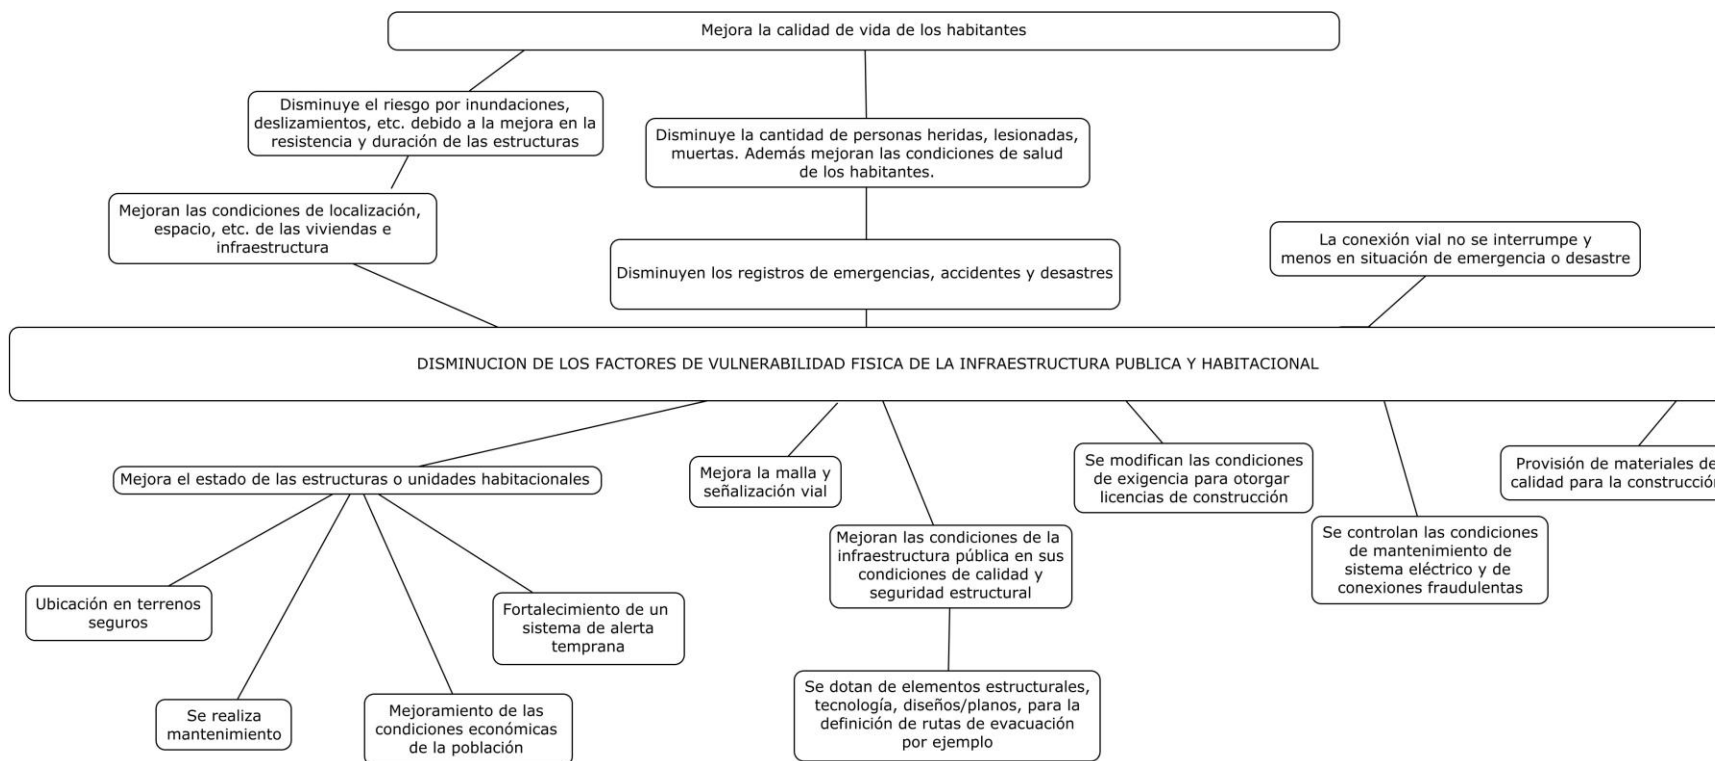 Mejora la calidad de vida de los habitantes
Disminuye el riesgo por inundaciones,
deslizamientos, etc. debido a la mejora en la
resistencia y duración de las estructuras
Disminuye la cantidad de personas heridas, lesionadas,
muertas. Además mejoran las condiciones de salud
de los habitantes.
Mejoran las condiciones de localización,
espacio, etc. de las viviendas e
infraestructura
La conexión vial no se interrumpe y
menos en situación de emergencia o desastre
Disminuyen los registros de emergencias, accidentes y desastres
DISMINUCION DE LOS FACTORES DE VULNERABILIDAD FISICA DE LA INFRAESTRUCTURA PUBLICA Y HABITACIONAL
Mejora el estado de las estructuras o unidades habitacionales
Mejora la malla y
señalización vial
Se modifican las condiciones
de exigencia para otorgar
licencias de construcción
Provisión de materiales de
calidad para la construcción
Mejoran las condiciones de la
infraestructura pública en sus
condiciones de calidad y
seguridad estructural
Se controlan las condiciones
de mantenimiento de
sistema eléctrico y de
conexiones fraudulentas
Ubicación en terrenos
seguros
Fortalecimiento de un
sistema de alerta
temprana
Se realiza
mantenimiento
Mejoramiento de las
condiciones económicas
de la población
Se dotan de elementos estructurales,
tecnología, diseños/planos, para la
definición de rutas de evacuación
por ejemplo